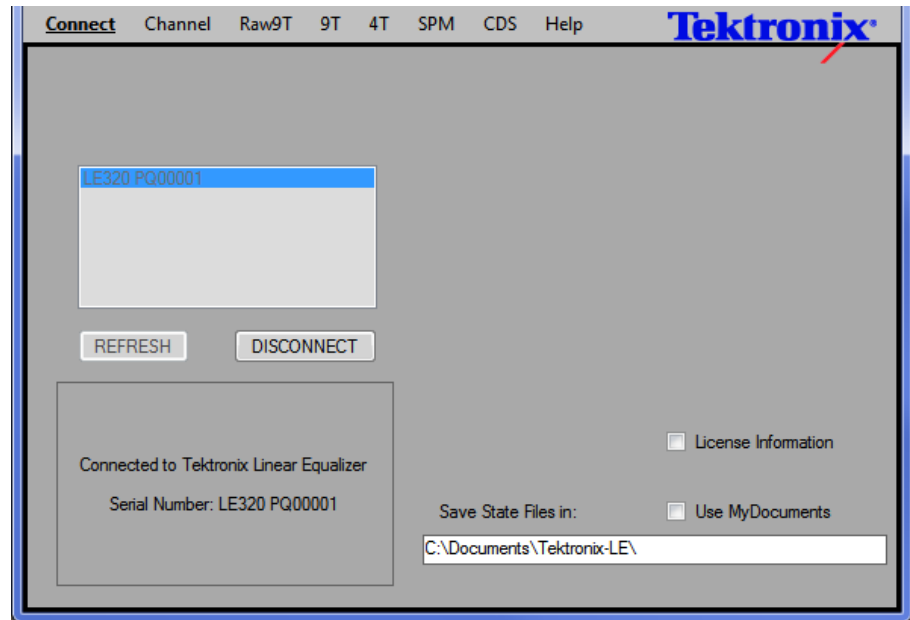 Connect Channel Raw9T 9T 4T SPM CDS Help Tektronix
LE320 PQ00001
REFRESH DISCONNECT
Connected to Tektronix Linear Equalizer
Serial Number: LE320 PQ00001
License Information
Save State Files in: Use MyDocuments
C:\Documents\Tektronix-LE\